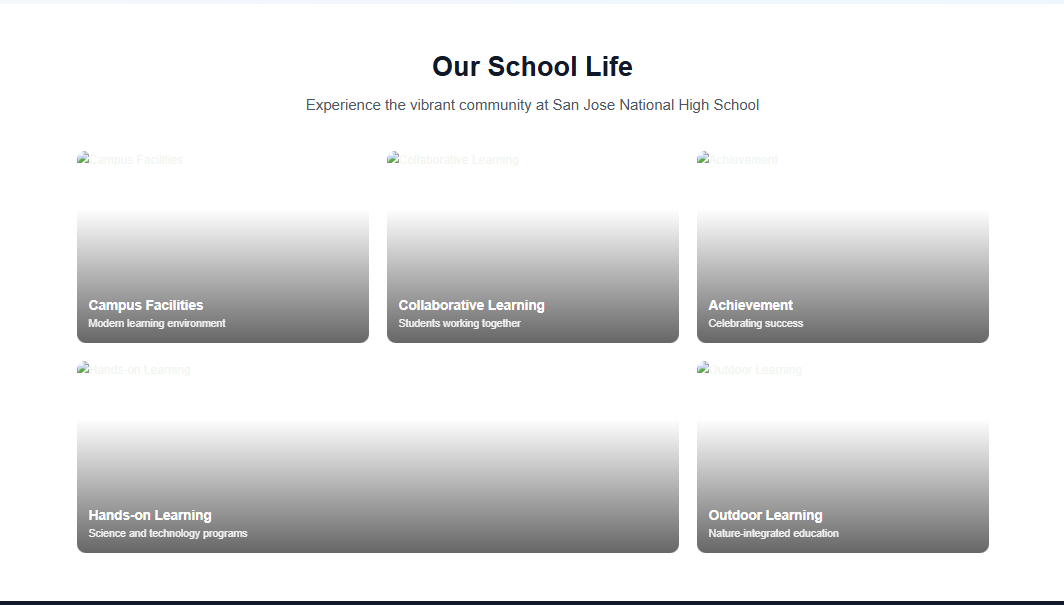 Our School Life
Experience the vibrant community at San Jose National High School
Campus Facilities
Collaborative Learning
Achievement
Campus Facilities
Modern learning environment
Collaborative Learning
Students working together
Achievement
Celebrating success
Hands-on Learning
Outdoor Learning
Hands-on Learning
Science and technology programs
Outdoor Learning
Nature-integrated education